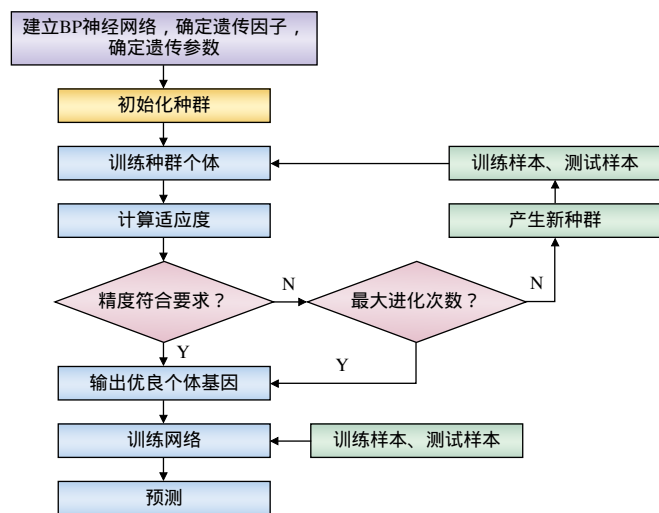 建立BP神经网络，确定遗传因子，
确定遗传参数
初始化种群
训练种群个体
训练样本、测试样本
计算适应度
产生新种群
精度符合要求？
N
最大进化次数？
N
Y
Y
输出优良个体基因
训练网络
训练样本、测试样本
预测